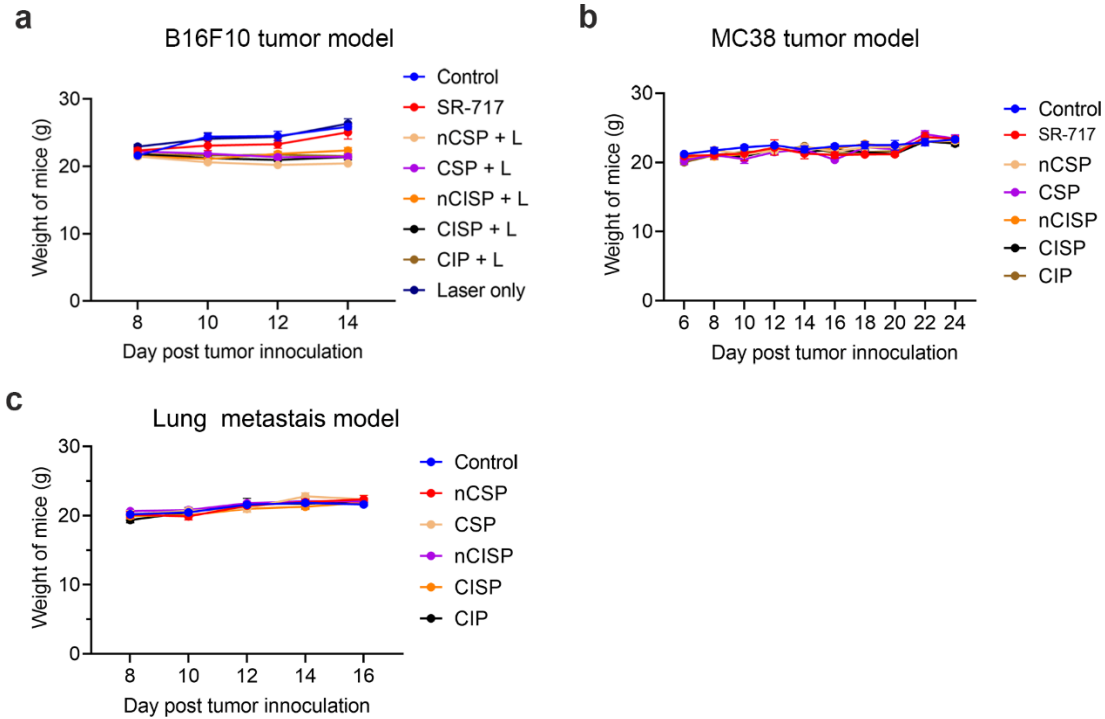 a
B16F10 tumor model
Weight of mice (g)
30
20
10
0
8 10 12 14
Day post tumor innoculation
Control
SR-717
nCSP + L
CSP + L
nCISP + L
CISP + L
CIP + L
Laser only
b
MC38 tumor model
Weight of mice (g)
30
20
10
0
6 8 10 12 14 16 18 20 22 24
Day post tumor innoculation
Control
SR-717
nCSP
CSP
nCISP
CISP
CIP
c
Lung metastais model
Weight of mice (g)
30
20
10
0
8 10 12 14 16
Day post tumor innoculation
Control
nCSP
CSP
nCISP
CISP
CIP